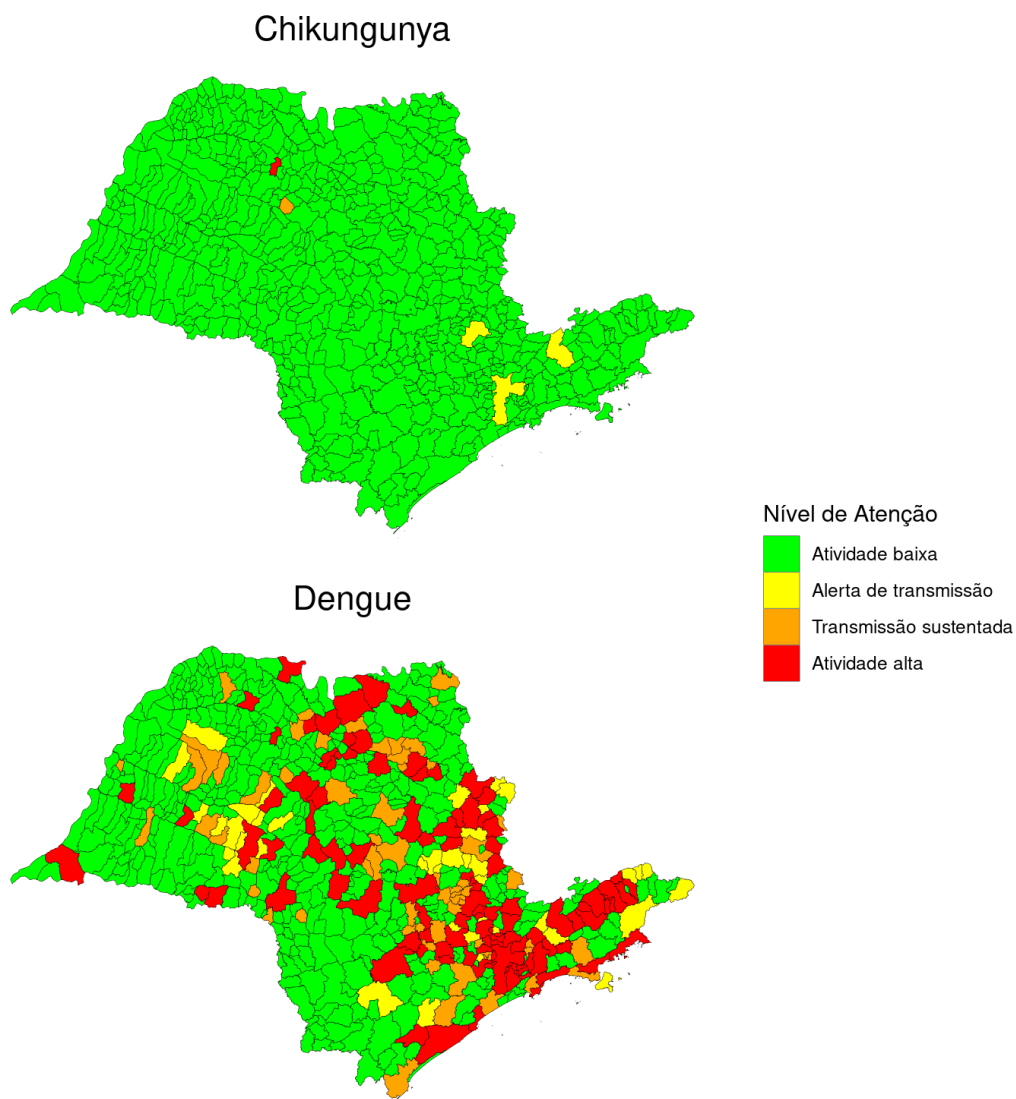 Chikungunya
Nível de Atenção
Atividade baixa
Alerta de transmissão
Transmissão sustentada
Atividade alta
Dengue